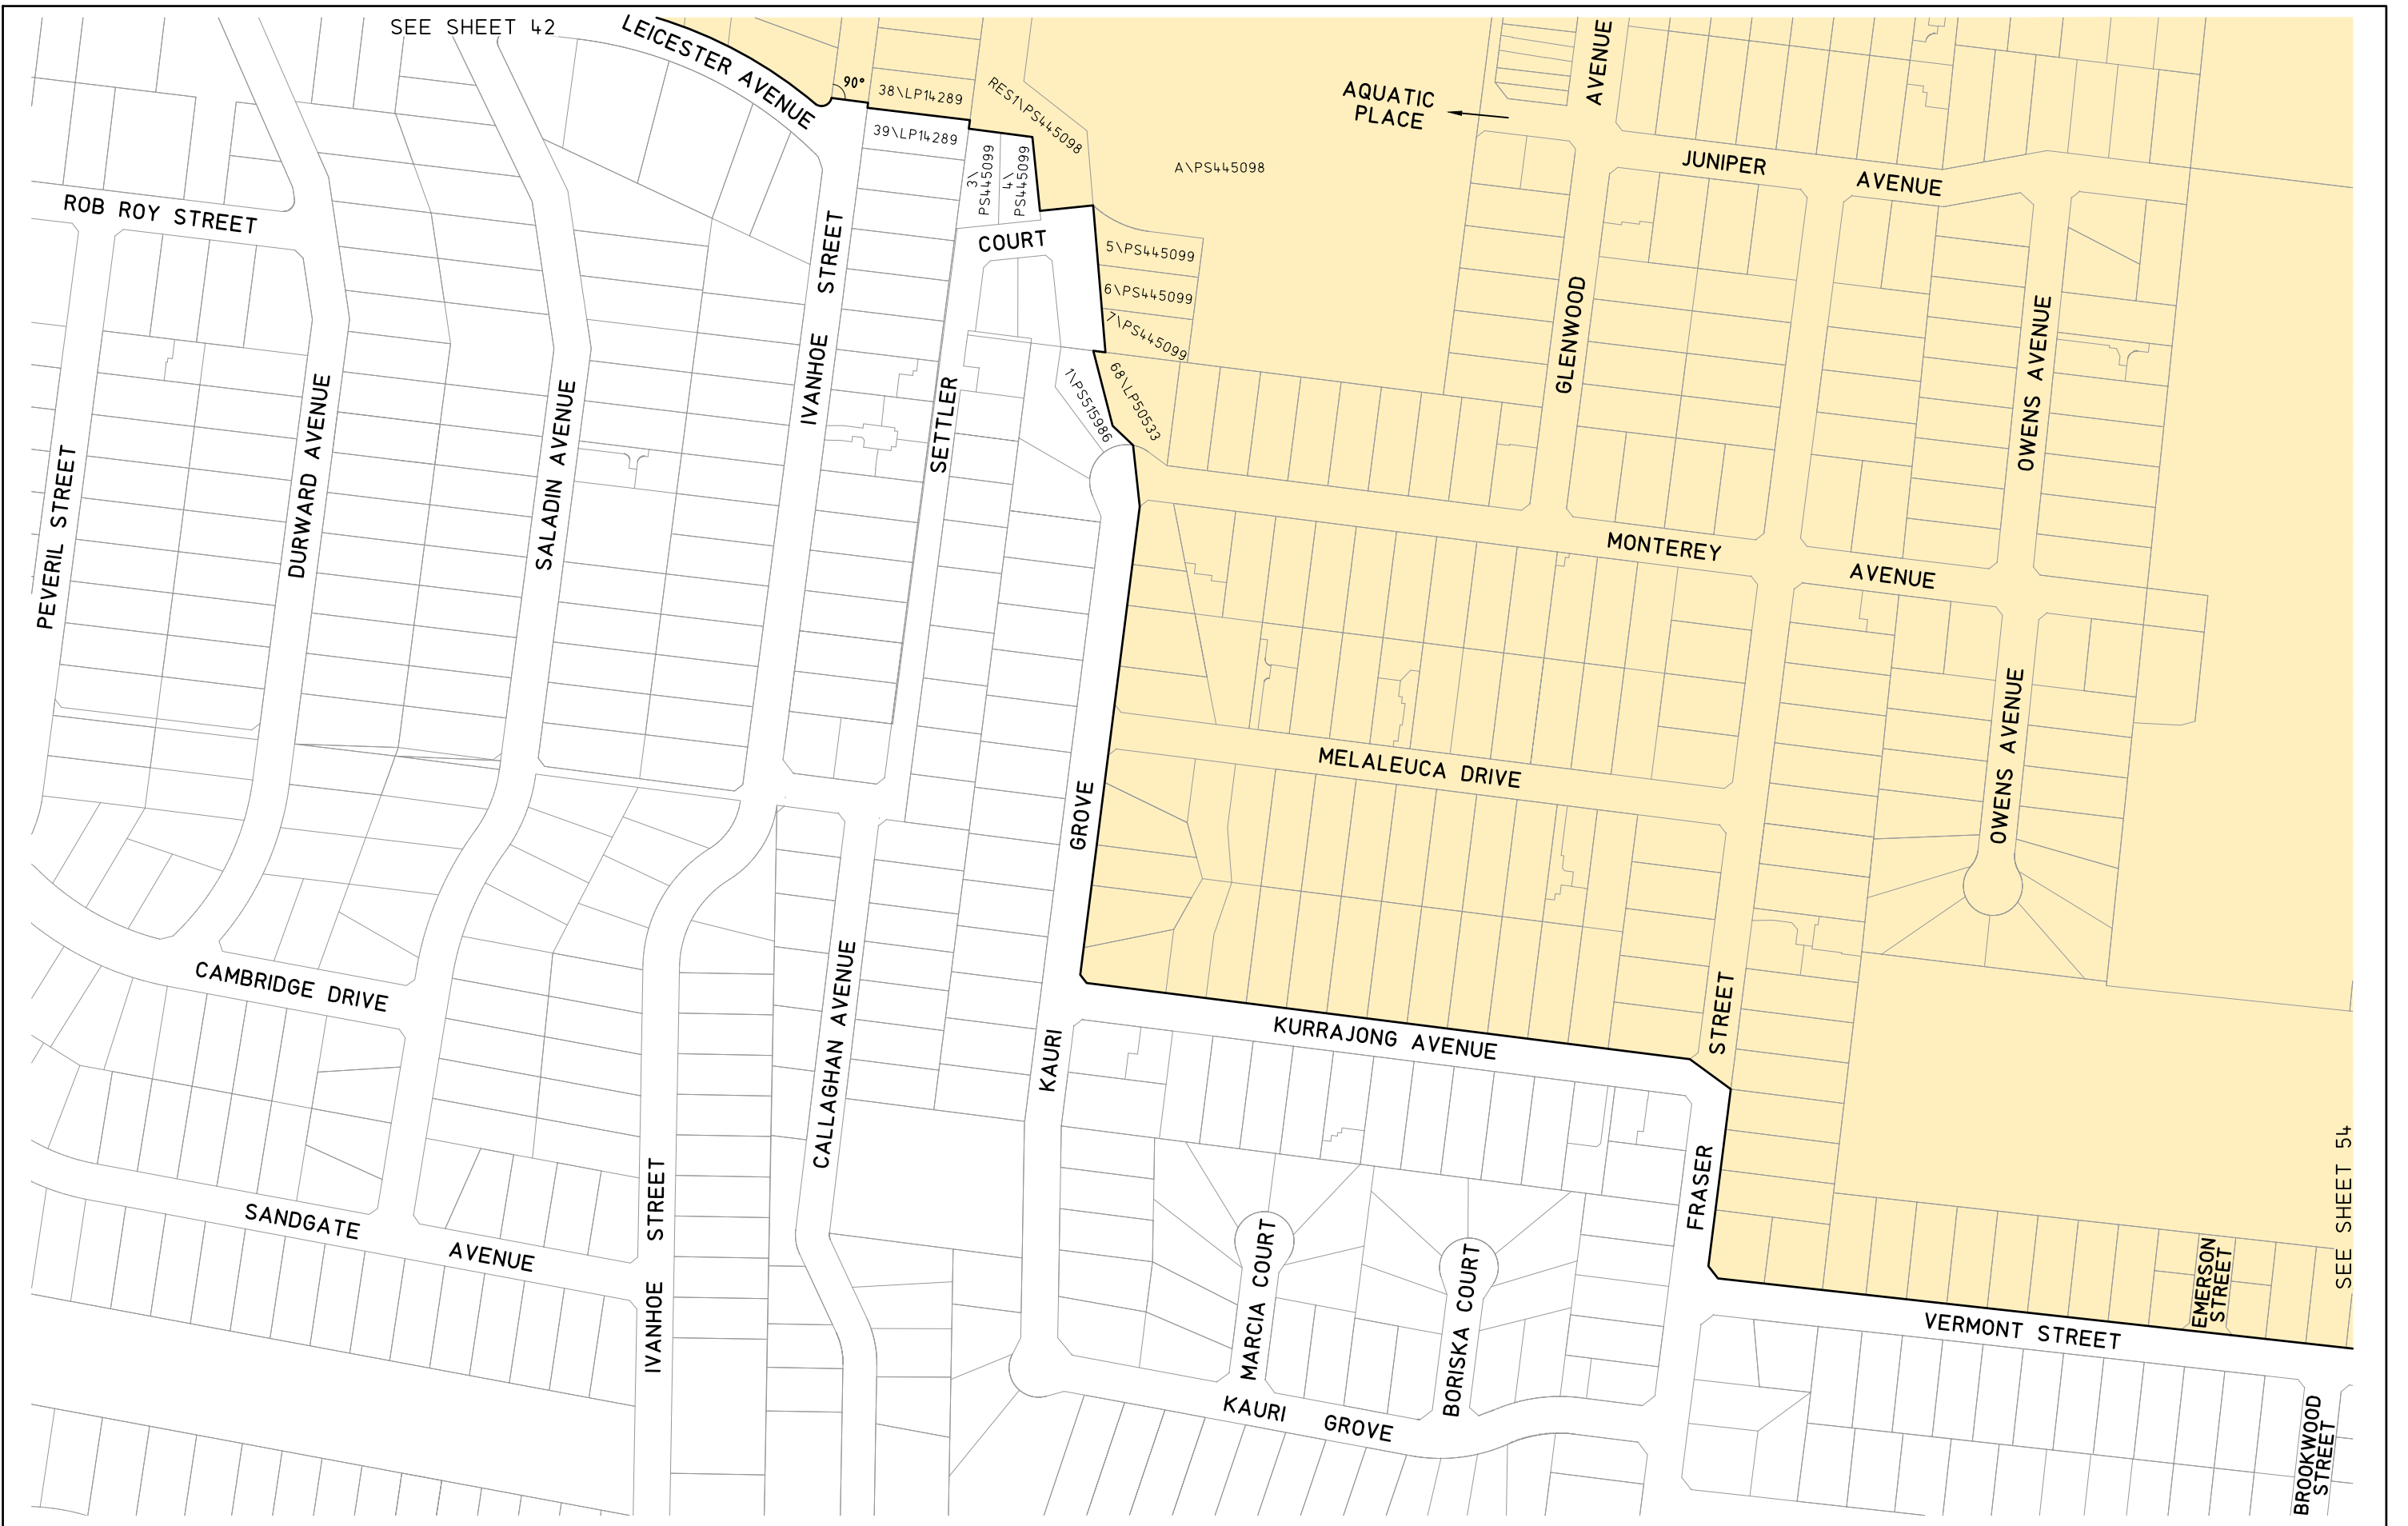 SEE SHEET 42
LEICESTER AVENUE
90°
38\LP14289
39\LP14289
RES1\PS445098
A\PS445098
AQUATIC
PLACE
AVENUE
JUNIPER
AVENUE
3\
PS445099
4\
PS445099
ROB ROY STREET
COURT
5\PS445099
6\PS445099
7\PS445099
STREET
IVANHOE
GLENWOOD
OWENS AVENUE
68\LP50533
1\PS515986
SETTLER
PEVERIL STREET
DURWARD AVENUE
SALADIN AVENUE
MONTEREY
AVENUE
MELALEUCA DRIVE
OWENS AVENUE
GROVE
CAMBRIDGE DRIVE
CALLAGHAN AVENUE
KAURI
KURRAJONG AVENUE
STREET
SANDGATE
AVENUE
STREET
IVANHOE
MARCIA COURT
BORISKA COURT
FRASER
SEE SHEET 54
EMERSON
STREET
VERMONT STREET
KAURI
GROVE
BROOKWOOD
STREET